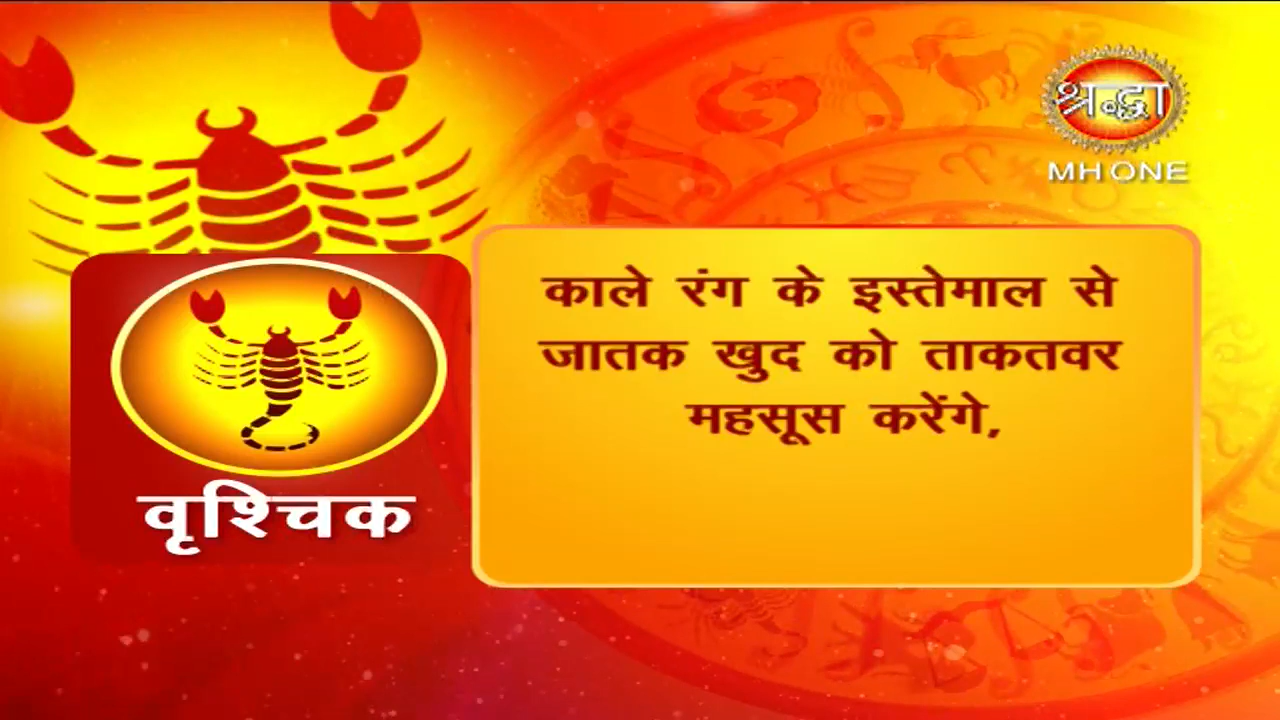 श्रद्धा
MH ONE
काले रंग के इस्तेमाल से
जातक खुद को ताकतवर
महसूस करेंगे,
वृश्चिक